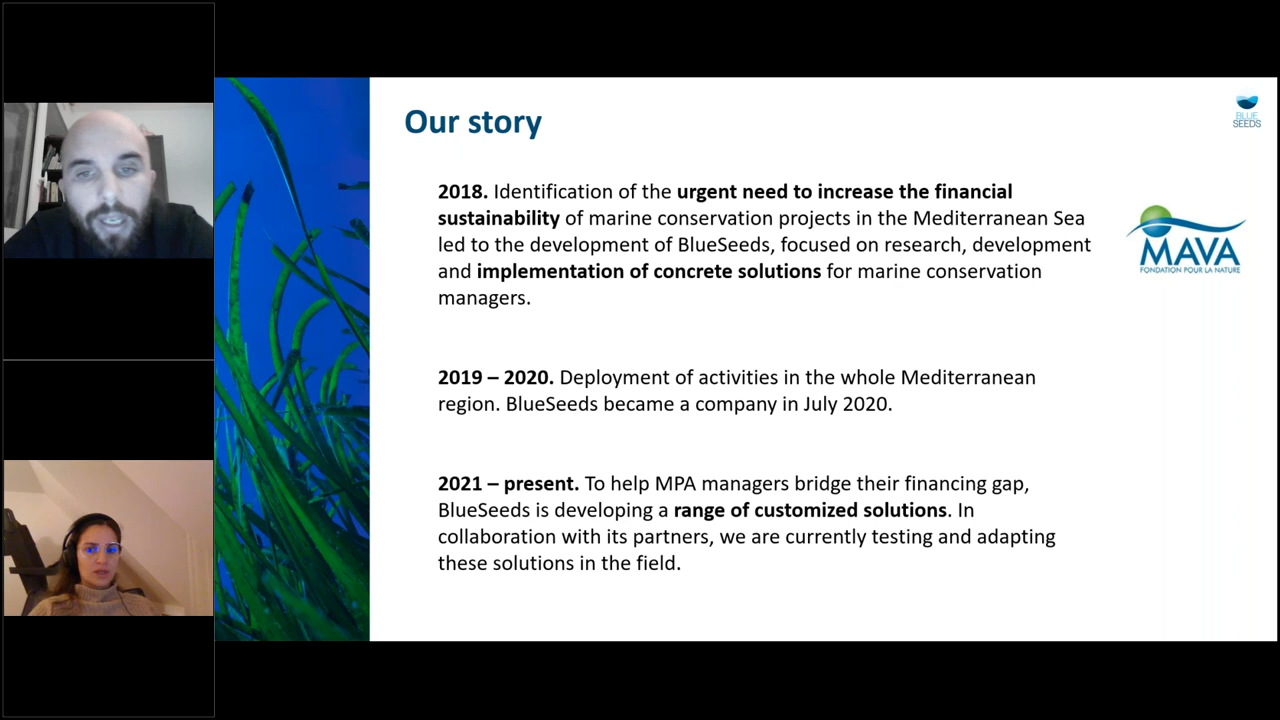 Our story
BLUE
SEEDS
2018. Identification of the urgent need to increase the financial
sustainability of marine conservation projects in the Mediterranean Sea
led to the development of BlueSeeds, focused on research, development
and implementation of concrete solutions for marine conservation
managers.
MAVA
FONDATION POUR LA NATURE
2019 – 2020. Deployment of activities in the whole Mediterranean
region. BlueSeeds became a company in July 2020.
2021 – present. To help MPA managers bridge their financing gap,
BlueSeeds is developing a range of customized solutions. In
collaboration with its partners, we are currently testing and adapting
these solutions in the field.